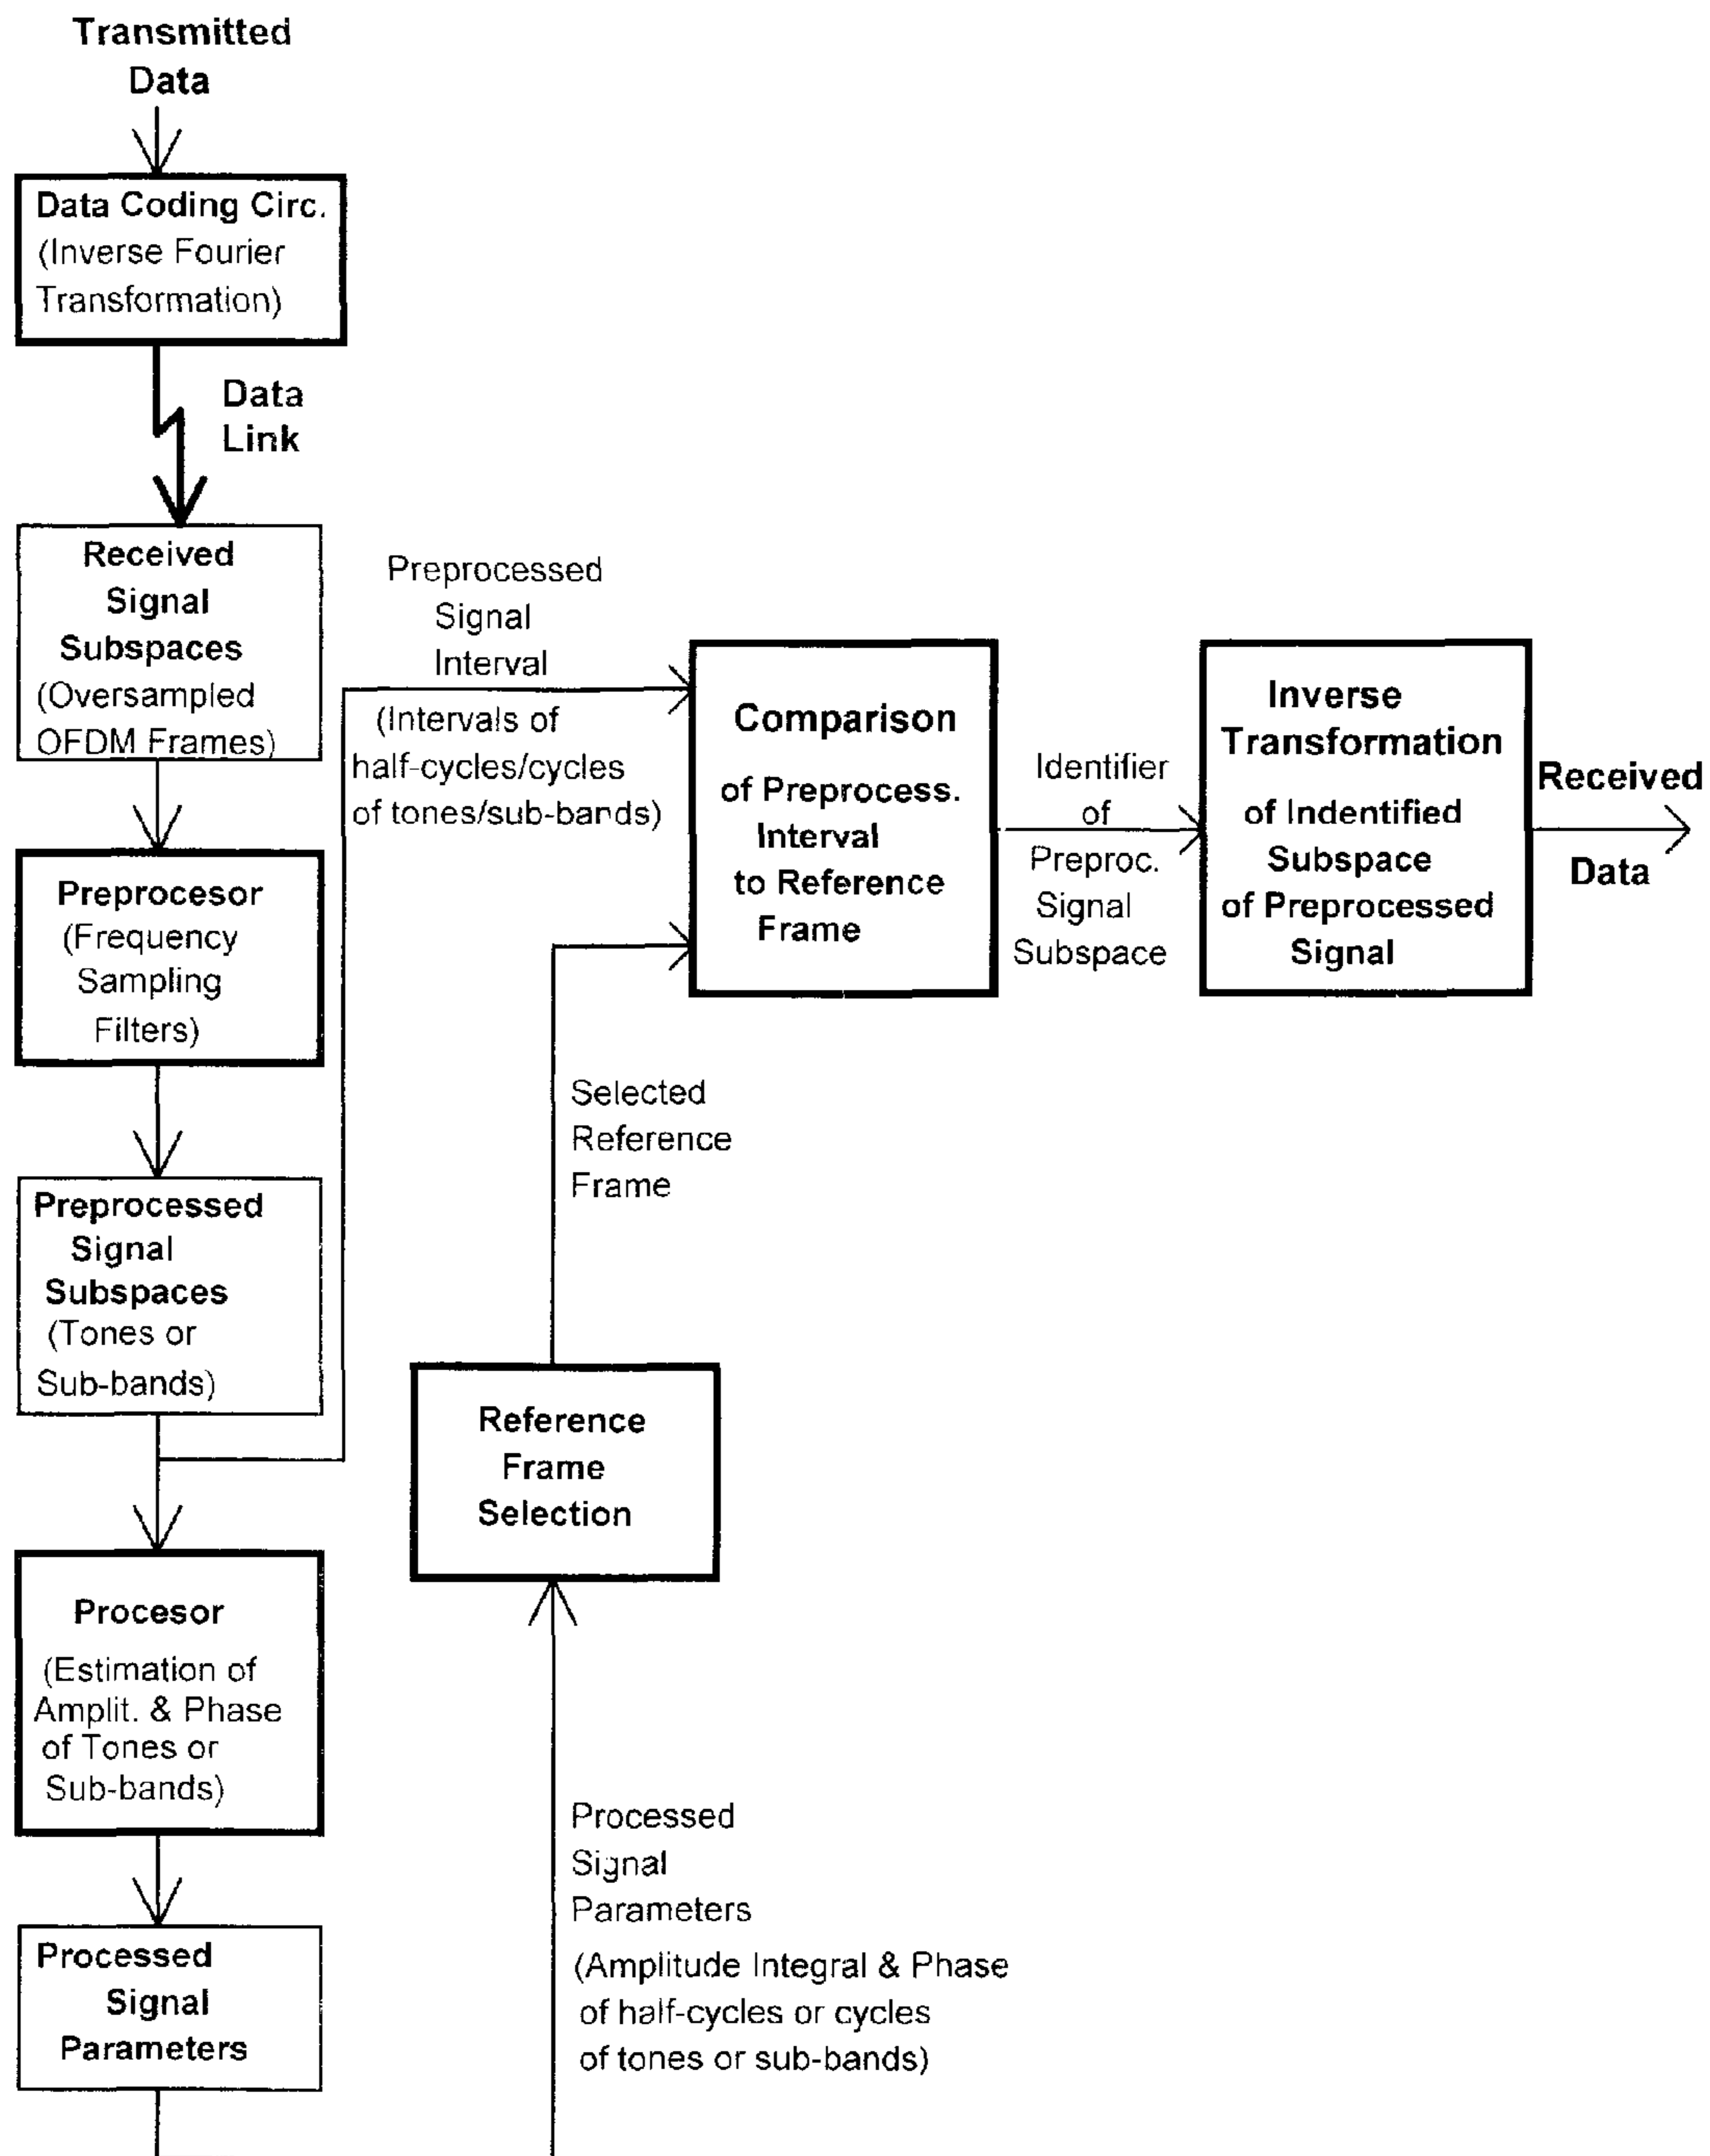 Transmitted
Data
Data Coding Circ.
(Inverse Fourier
Transformation)
Data
Link
Received
Signal
Subspaces
(Oversampled
OFDM Frames)
Preprocesor
(Frequency
Sampling
Filters)
Preprocessed
Signal
Subspaces
(Tones or
Sub-bands)
Procesor
(Estimation of
Amplit. & Phase
of Tones or
Sub-bands)
Processed
Signal
Parameters
Preprocessed
Signal
Interval
(Intervals of
half-cycles/cycles
of tones/sub-bands)
Processed
Signal
Parameters
(Amplitude Integral & Phase
of half-cycles or cycles
of tones or sub-bands)
Reference
Frame
Selection
Selected
Reference
Frame
Comparison
of Preprocess.
Interval
to Reference
Frame
Identifier
of
Preproc.
Signal
Subspace
Inverse
Transformation
of Indentified
Subspace
of Preprocessed
Signal
Received
Data